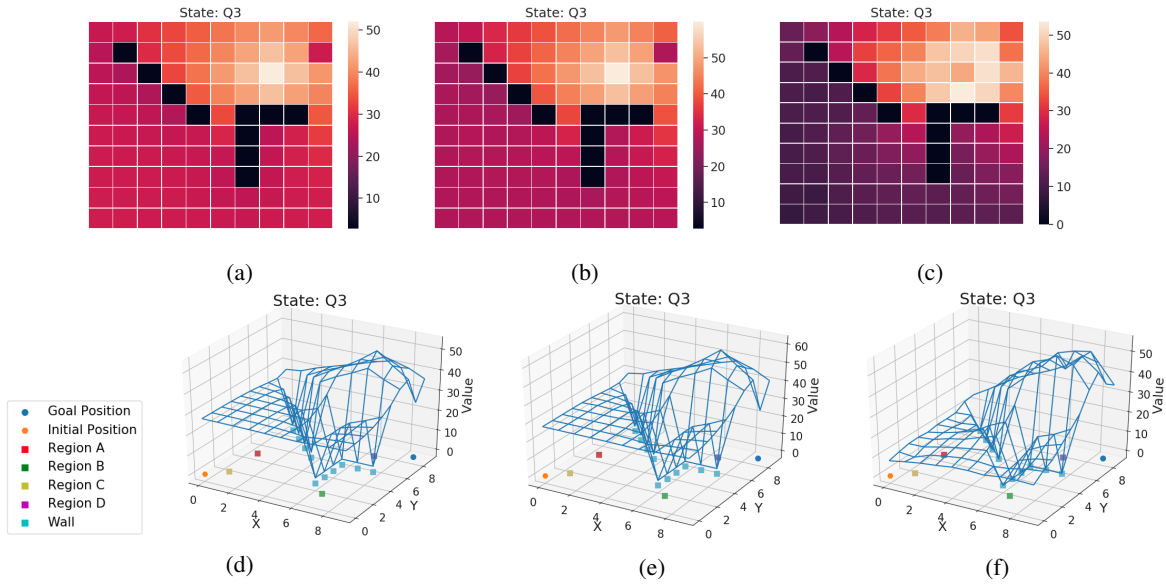 State: Q3
State: Q3
State: Q3
50
40
30
20
10
50
40
30
20
10
50
40
30
20
10
0
(a)
(b)
(c)
State: Q3
State: Q3
State: Q3
50
40
30
20
10
0
Value
0
2
4
6
8
X
0
2
4
6
8
Y
60
50
40
30
20
10
0
Value
0
2
4
6
8
X
0
2
4
6
8
Y
50
40
30
20
10
0
Value
0
2
4
6
8
X
0
2
4
6
8
Y
Goal Position
Initial Position
Region A
Region B
Region C
Region D
Wall
(d)
(e)
(f)